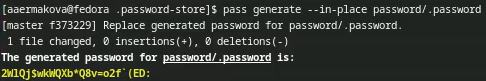 [aaermakova@fedora .password-store]$ pass generate --in-place password/.password
[master f373229] Replace generated password for password/.password.
 1 file changed, 0 insertions(+), 0 deletions(-)
The generated password for password/.password is:
2WlQj$wkWQXb*Q8v=o2f`(ED: